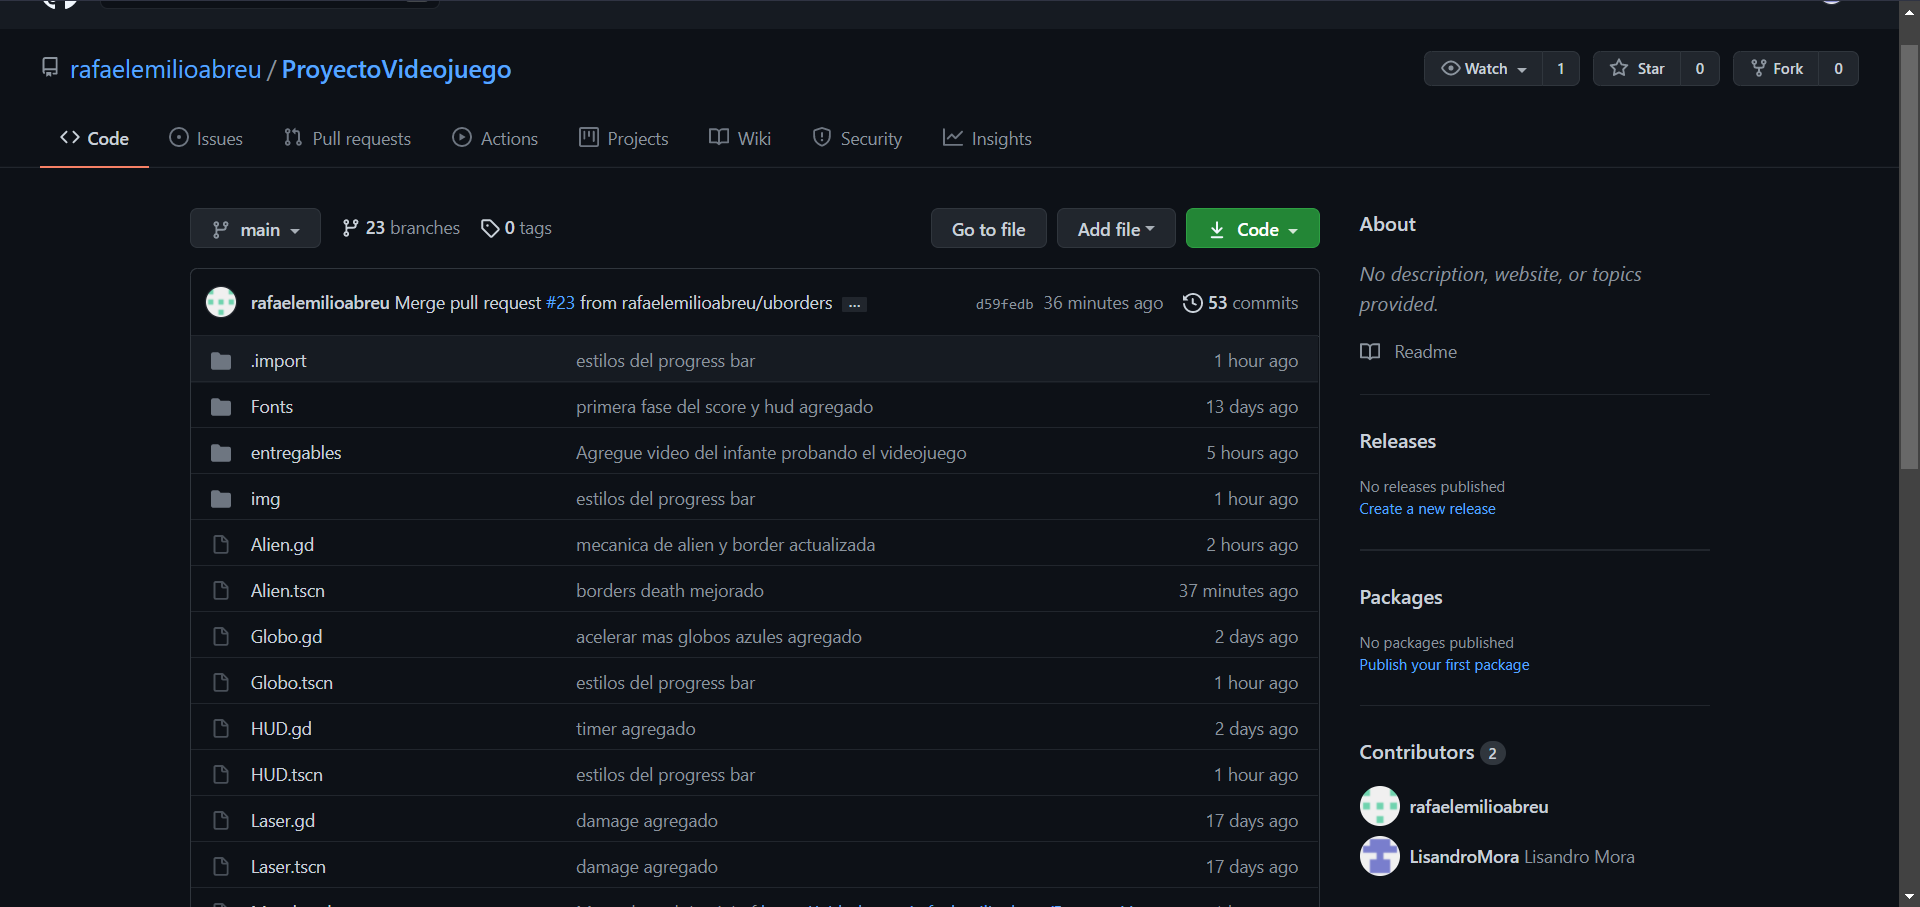 rafaelemilioabreu / ProyectoVideojuego
Watch 1 Star 0 Fork 0
Code Issues Pull requests Actions Projects Wiki Security Insights
main 23 branches 0 tags Go to file Add file Code
rafaelemilioabreu Merge pull request #23 from rafaelemilioabreu/uborders ... d59fedb 36 minutes ago 53 commits
.import estilos del progress bar 1 hour ago
Fonts primera fase del score y hud agregado 13 days ago
entregables Agregue video del infante probando el videojuego 5 hours ago
img estilos del progress bar 1 hour ago
Alien.gd mecanica de alien y border actualizada 2 hours ago
Alien.tscn borders death mejorado 37 minutes ago
Globo.gd acelerar mas globos azules agregado 2 days ago
Globo.tscn estilos del progress bar 1 hour ago
HUD.gd timer agregado 2 days ago
HUD.tscn estilos del progress bar 1 hour ago
Laser.gd damage agregado 17 days ago
Laser.tscn damage agregado 17 days ago
About
No description, website, or topics
provided.
Readme
Releases
No releases published
Create a new release
Packages
No packages published
Publish your first package
Contributors 2
rafaelemilioabreu
LisandroMora Lisandro Mora